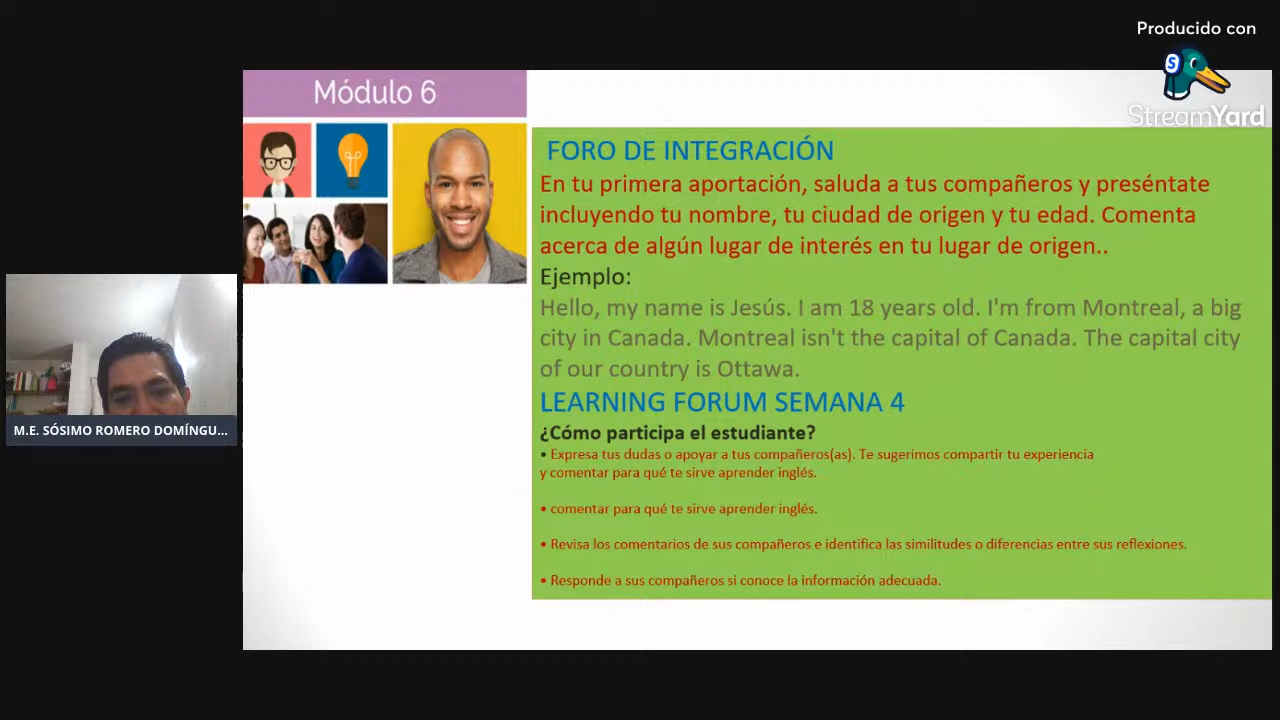 Producido con
StreamYard
Módulo 6
FORO DE INTEGRACIÓN
En tu primera aportación, saluda a tus compañeros y preséntate
incluyendo tu nombre, tu ciudad de origen y tu edad. Comenta
acerca de algún lugar de interés en tu lugar de origen..
Ejemplo:
Hello, my name is Jesús. I am 18 years old. I'm from Montreal, a big
city in Canada. Montreal isn't the capital of Canada. The capital city
of our country is Ottawa.
LEARNING FORUM SEMANA 4
¿Cómo participa el estudiante?
• Expresa tus dudas o apoyar a tus compañeros(as). Te sugerimos compartir tu experiencia
y comentar para qué te sirve aprender inglés.
• comentar para qué te sirve aprender inglés.
• Revisa los comentarios de sus compañeros e identifica las similitudes o diferencias entre sus reflexiones.
• Responde a sus compañeros si conoce la información adecuada.
M.E. SÓSIMO ROMERO DOMÍNGU...